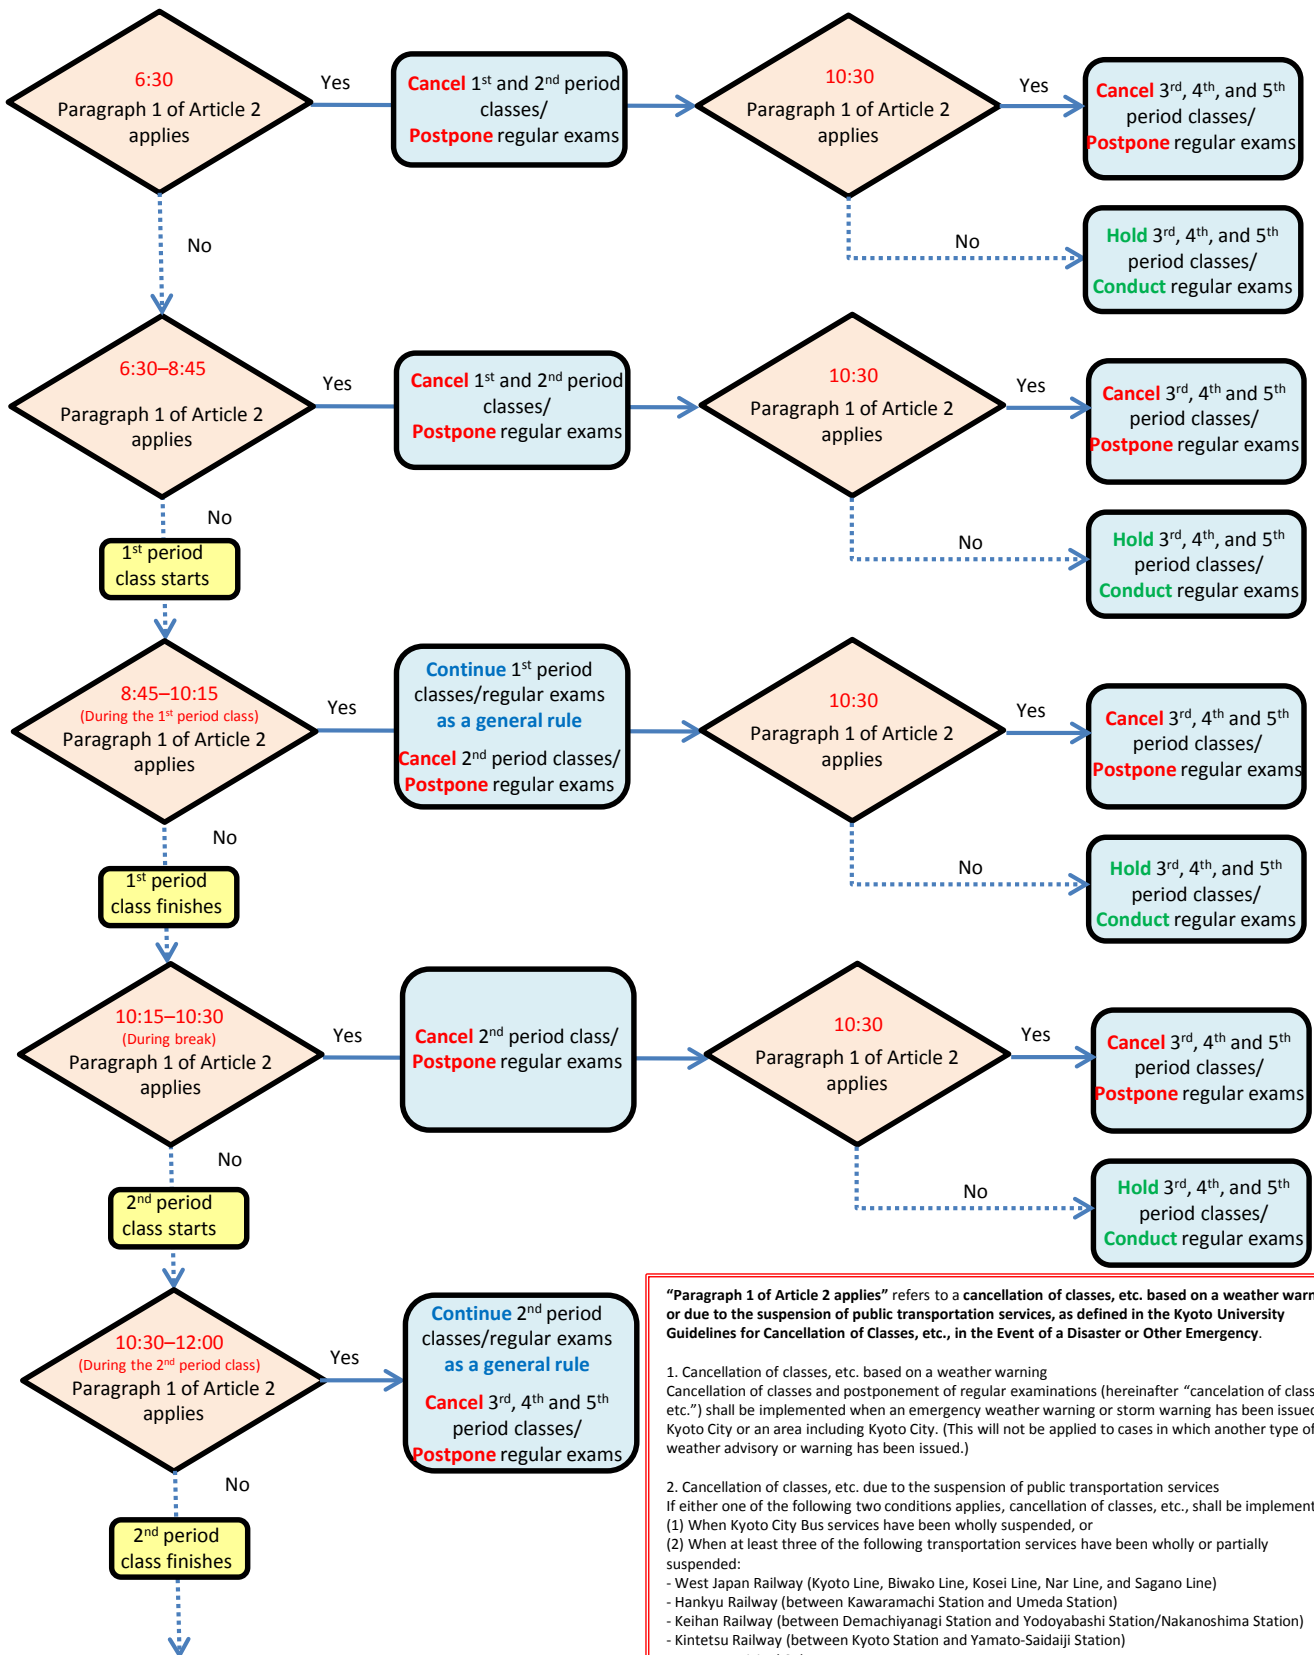 6:30
Paragraph 1 of Article 2
applies
Yes
Cancel 1st and 2nd period
classes/
Postpone regular exams
10:30
Paragraph 1 of Article 2
applies
Yes
Cancel 3rd, 4th, and 5th
period classes/
Postpone regular exams
No
No
Hold 3rd, 4th, and 5th
period classes/
Conduct regular exams
6:30–8:45
Paragraph 1 of Article 2
applies
Yes
Cancel 1st and 2nd period
classes/
Postpone regular exams
10:30
Paragraph 1 of Article 2
applies
Yes
Cancel 3rd, 4th and 5th
period classes/
Postpone regular exams
No
No
Hold 3rd, 4th, and 5th
period classes/
Conduct regular exams
1st period
class starts
8:45–10:15
(During the 1st period class)
Paragraph 1 of Article 2
applies
Yes
Continue 1st period
classes/regular exams
as a general rule
Cancel 2nd period classes/
Postpone regular exams
10:30
Paragraph 1 of Article 2
applies
Yes
Cancel 3rd, 4th and 5th
period classes/
Postpone regular exams
No
No
Hold 3rd, 4th, and 5th
period classes/
Conduct regular exams
1st period
class finishes
10:15–10:30
(During break)
Paragraph 1 of Article 2
applies
Yes
Cancel 2nd period class/
Postpone regular exams
10:30
Paragraph 1 of Article 2
applies
Yes
Cancel 3rd, 4th and 5th
period classes/
Postpone regular exams
No
No
Hold 3rd, 4th, and 5th
period classes/
Conduct regular exams
2nd period
class starts
10:30–12:00
(During the 2nd period class)
Paragraph 1 of Article 2
applies
Yes
Continue 2nd period
classes/regular exams
as a general rule
Cancel 3rd, 4th and 5th
period classes/
Postpone regular exams
No
2nd period
class finishes
“Paragraph 1 of Article 2 applies” refers to a cancellation of classes, etc. based on a weather warn
or due to the suspension of public transportation services, as defined in the Kyoto University
Guidelines for Cancellation of Classes, etc., in the Event of a Disaster or Other Emergency.
1. Cancellation of classes, etc. based on a weather warning
Cancellation of classes and postponement of regular examinations (hereinafter “cancelation of class
etc.”) shall be implemented when an emergency weather warning or storm warning has been issued
Kyoto City or an area including Kyoto City. (This will not be applied to cases in which another type of
weather advisory or warning has been issued.)
2. Cancellation of classes, etc. due to the suspension of public transportation services
If either one of the following two conditions applies, cancellation of classes, etc., shall be implement
(1) When Kyoto City Bus services have been wholly suspended, or
(2) When at least three of the following transportation services have been wholly or partially
suspended:
- West Japan Railway (Kyoto Line, Biwako Line, Kosei Line, Nar Line, and Sagano Line)
- Hankyu Railway (between Kawaramachi Station and Umeda Station)
- Keihan Railway (between Demachiyanagi Station and Yodoyabashi Station/Nakanoshima Station)
- Kintetsu Railway (between Kyoto Station and Yamato-Saidaiji Station)